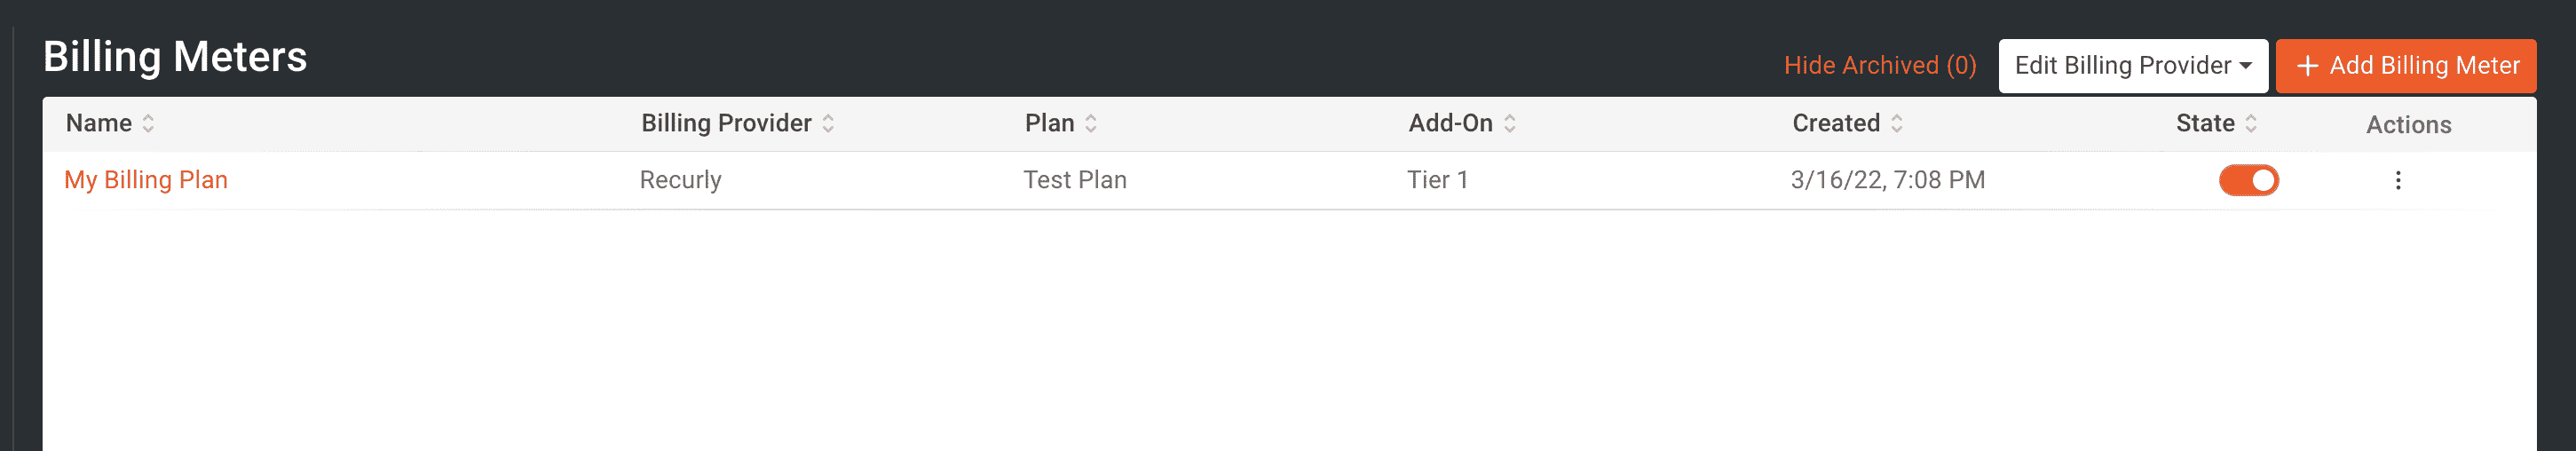 Billing Meters
Hide Archived (0) Edit Billing Provider + Add Billing Meter
Name Billing Provider Plan Add-On Created State Actions
My Billing Plan Recurly Test Plan Tier 1 3/16/22, 7:08 PM